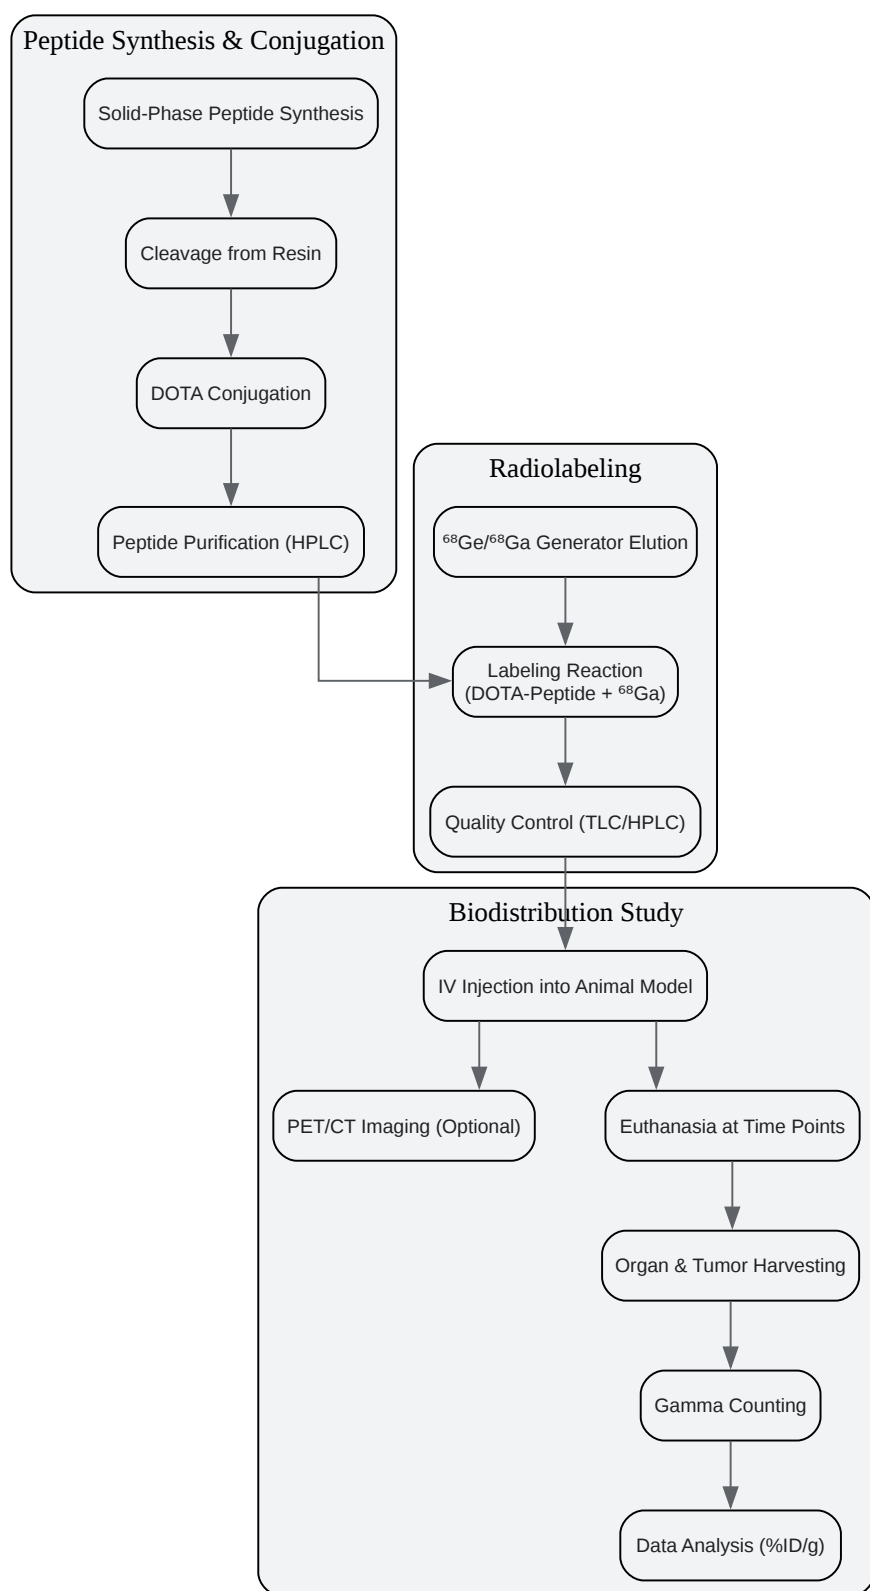 Peptide Synthesis & Conjugation
Solid-Phase Peptide Synthesis
Cleavage from Resin
DOTA Conjugation
Peptide Purification (HPLC)
Radiolabeling
⁶⁸Ge/⁶⁸Ga Generator Elution
Labeling Reaction
(DOTA-Peptide + ⁶⁸Ga)
Quality Control (TLC/HPLC)
Biodistribution Study
IV Injection into Animal Model
PET/CT Imaging (Optional)
Euthanasia at Time Points
Organ & Tumor Harvesting
Gamma Counting
Data Analysis (%ID/g)